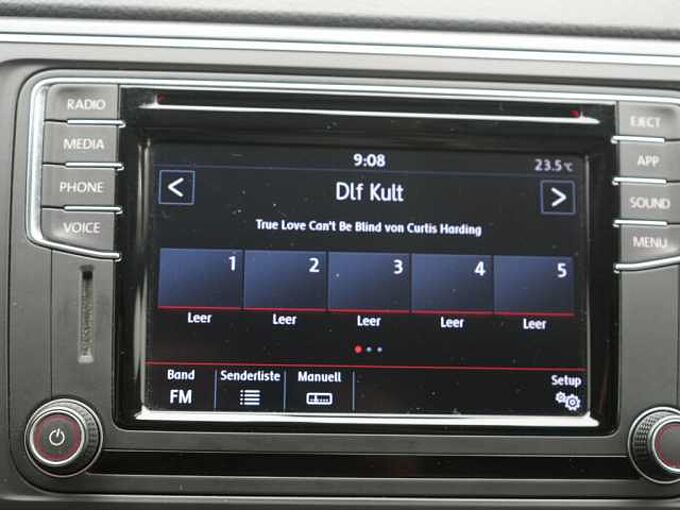 RADIO
MEDIA
PHONE
VOICE
EJECT
APP
SOUND
MENU
9:08
23.5°C
< Dlf Kult >
True Love Can't Be Blind von Curtis Harding
1 2 3 4 5
Leer Leer Leer Leer Leer
Band Senderliste Manuell Setup
FM